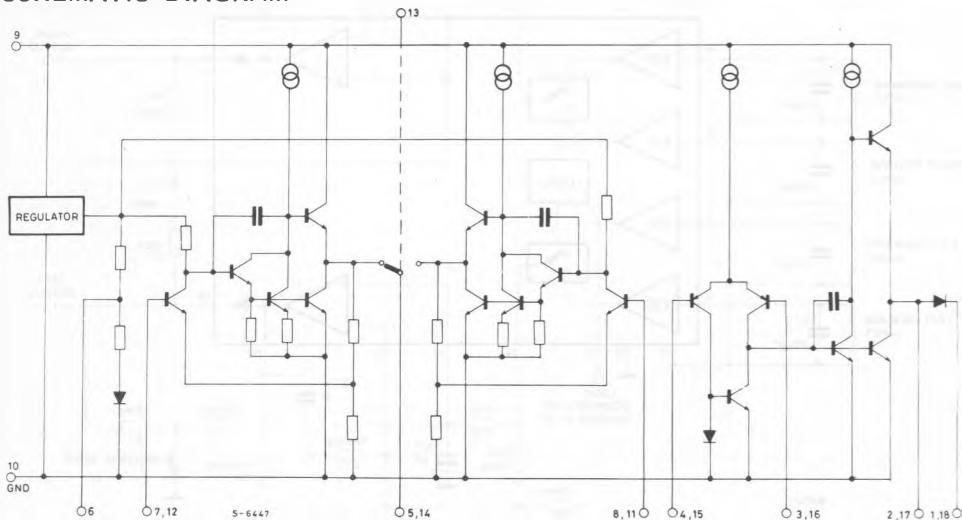 SCHEMATIC DIAGRAM
13
9
REGULATOR
10
GND
6
7,12
S-6447
5,14
8,11
4,15
3,16
2,17
1,18